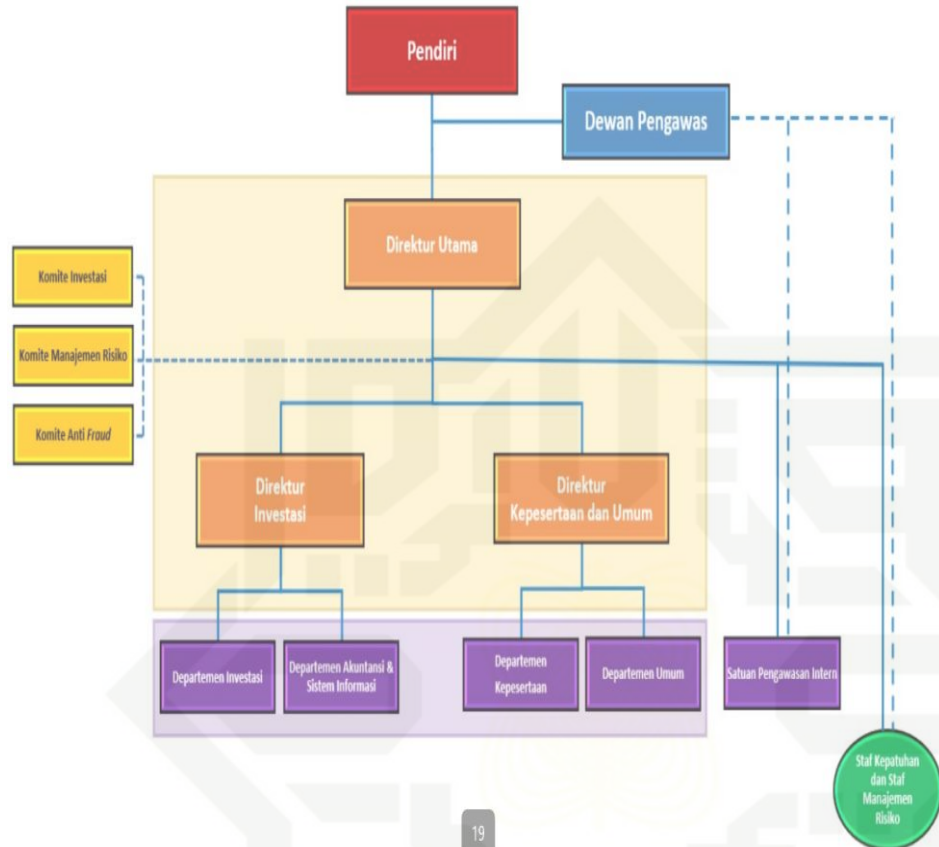 Pendiri
Dewan Pengawas
Direktur Utama
Komite Investasi
Komite Manajemen Risiko
Komite Anti Fraud
Direktur
Investasi
Direktur
Kepesertaan dan Umum
Departemen Investasi
Departemen Akuntansi &
Sistem Informasi
Departemen
Kepesertaan
Departemen Umum
Satuan Pengawasan Intern
Staf Kepatuhan
dan Staf
Manajemen
Risiko
19